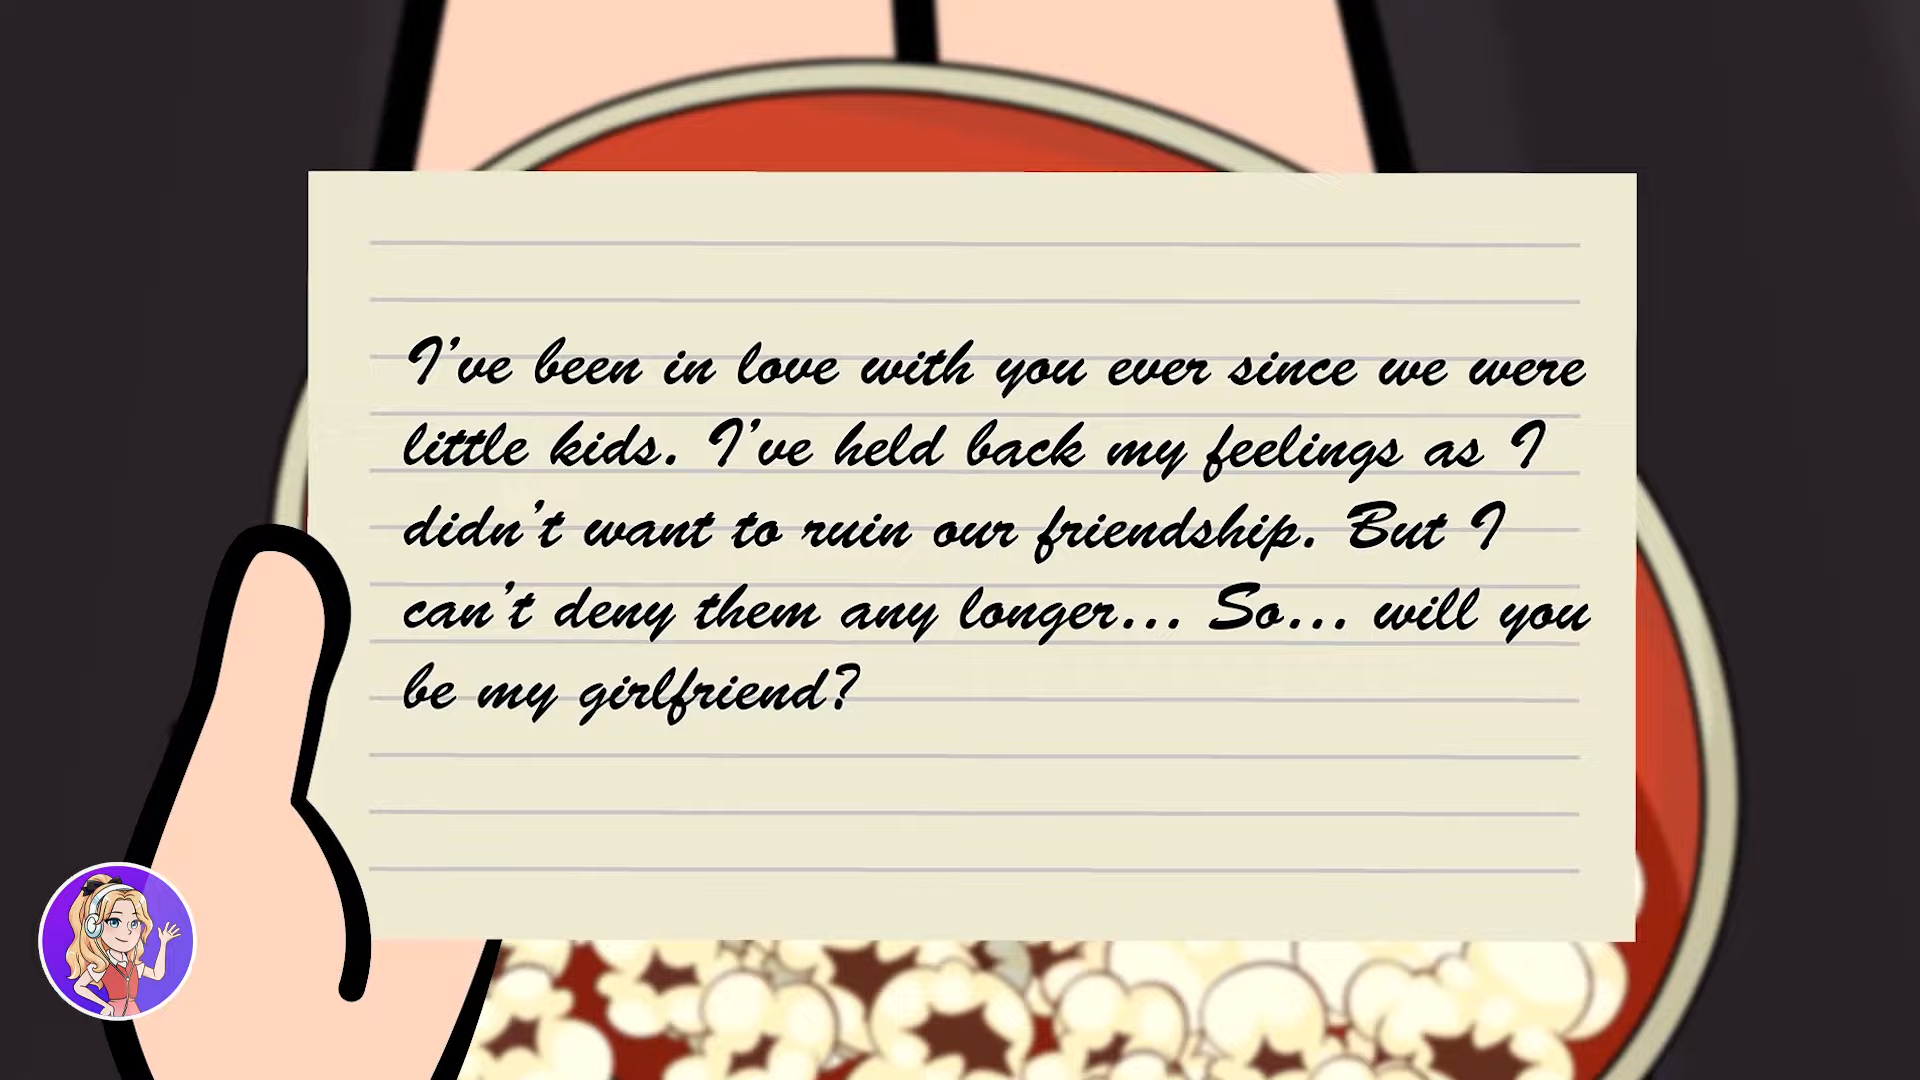 I've been in love with you ever since we were
little kids. I've held back my feelings as I
didn't want to ruin our friendship. But I
can't deny them any longer... So... will you
be my girlfriend?